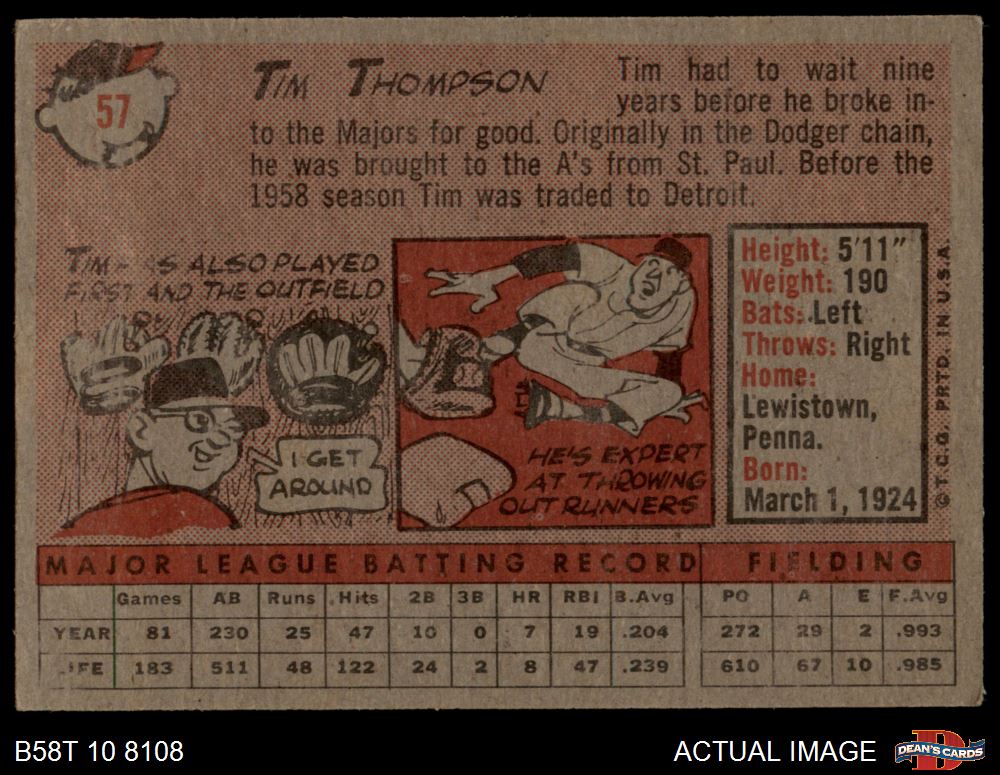 57
TIM THOMPSON
Tim had to wait nine
years before he broke in-
to the Majors for good. Originally in the Dodger chain,
he was brought to the A's from St. Paul. Before the
1958 season Tim was traded to Detroit.
TIM HAS ALSO PLAYED
FIRST AND THE OUTFIELD
I GET
AROUND
HE'S EXPERT
AT THROWING
OUT RUNNERS
Height: 5'11"
Weight: 190
Bats: Left
Throws: Right
Home:
Lewistown,
Penna.
Born:
March 1, 1924
© T.C.G. PRTD. IN U.S.A.
MAJOR LEAGUE BATTING RECORD FIELDING
Games AB Runs Hits 2B 3B HR RBI B.Avg PO A E F.Avg
YEAR 81 230 25 47 10 0 7 19 .204 272 29 2 .993
LIFE 183 511 48 122 24 2 8 47 .239 610 67 10 .985
B58T 10 8108
ACTUAL IMAGE
DEAN'S CARDS